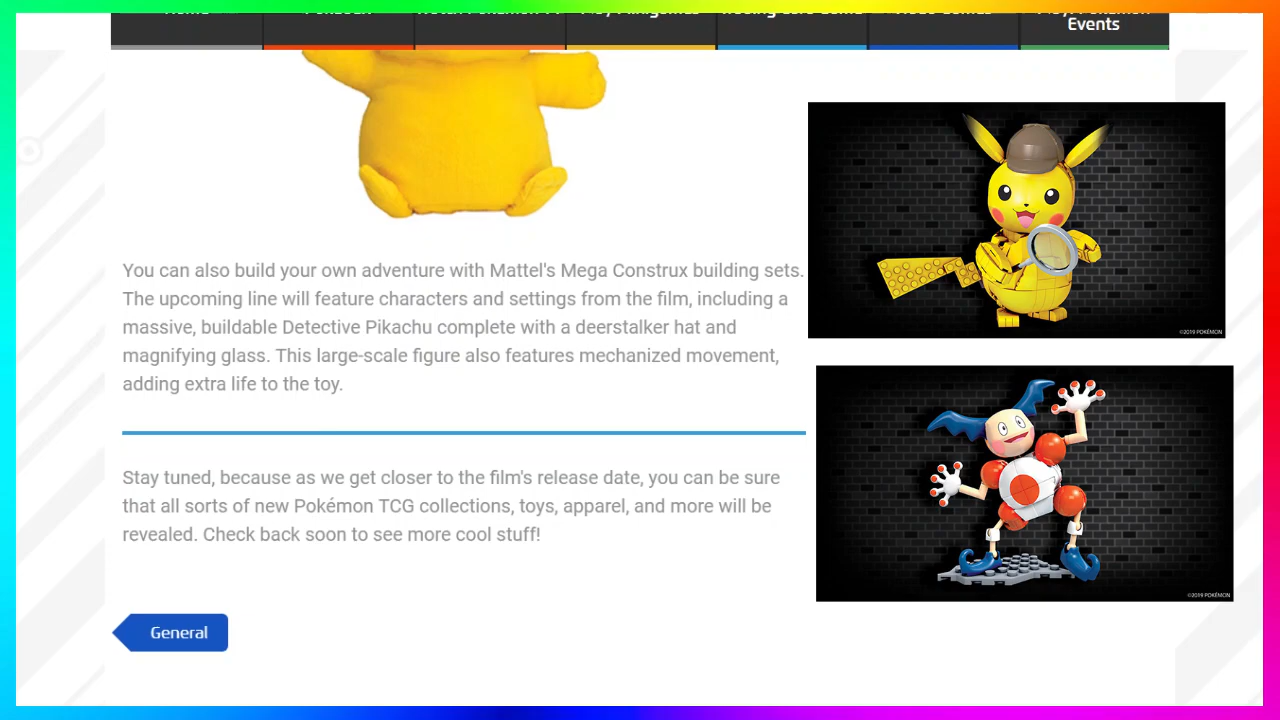 Events
You can also build your own adventure with Mattel's Mega Construx building sets.
The upcoming line will feature characters and settings from the film, including a
massive, buildable Detective Pikachu complete with a deerstalker hat and
magnifying glass. This large-scale figure also features mechanized movement,
adding extra life to the toy.
©2019 POKÉMON
Stay tuned, because as we get closer to the film's release date, you can be sure
that all sorts of new Pokémon TCG collections, toys, apparel, and more will be
revealed. Check back soon to see more cool stuff!
©2019 POKÉMON
General